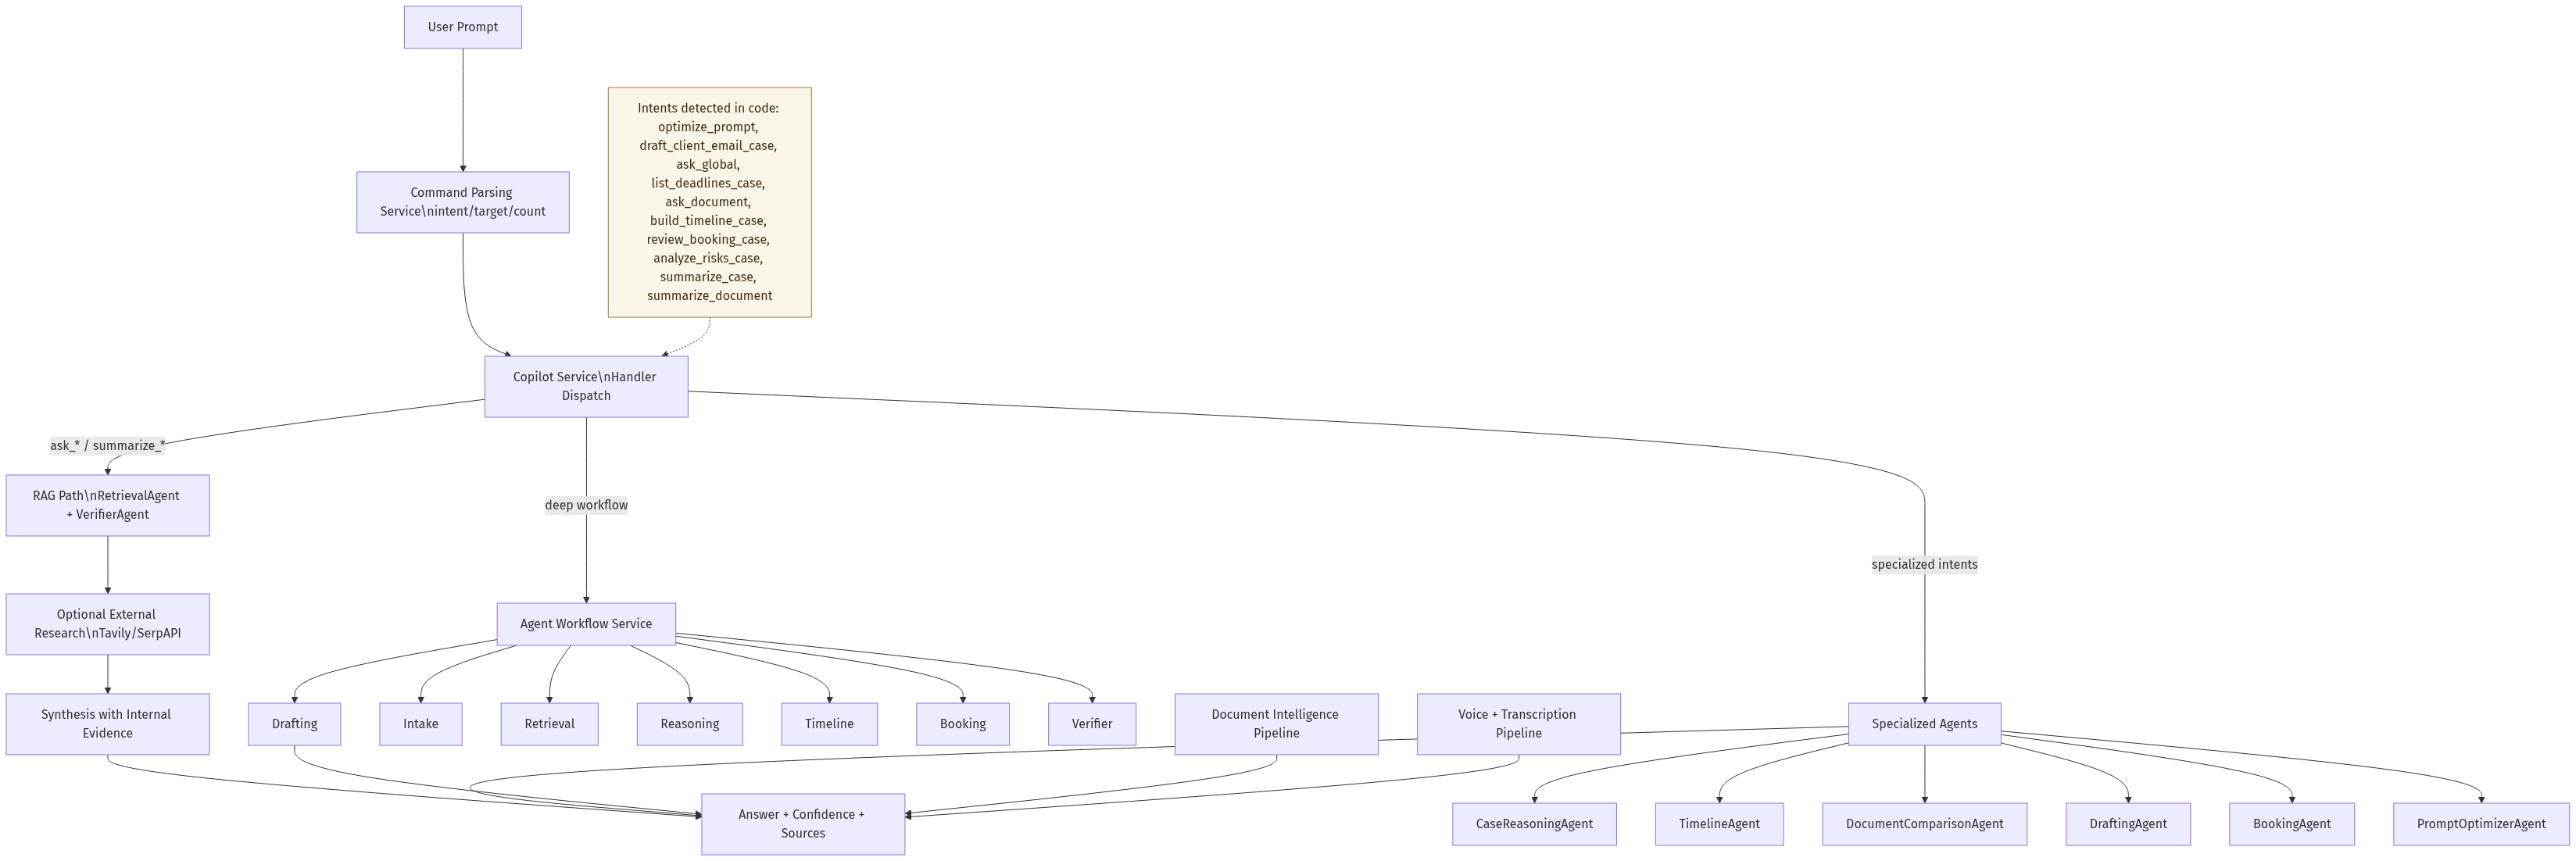 User Prompt
Intents detected in code:
optimize_prompt,
draft_client_email_case,
ask_global,
list_deadlines_case,
ask_document,
build_timeline_case,
review_booking_case,
analyze_risks_case,
summarize_case,
summarize_document
Command Parsing
Service\nintent/target/count
Copilot Service\nHandler
Dispatch
ask_* / summarize_*
RAG Path\nRetrievalAgent
+ VerifierAgent
deep workflow
specialized intents
Optional External
Research\nTavily/SerpAPI
Agent Workflow Service
Synthesis with Internal
Evidence
Drafting
Intake
Retrieval
Reasoning
Timeline
Booking
Verifier
Document Intelligence
Pipeline
Voice + Transcription
Pipeline
Specialized Agents
Answer + Confidence +
Sources
CaseReasoningAgent
TimelineAgent
DocumentComparisonAgent
DraftingAgent
BookingAgent
PromptOptimizerAgent